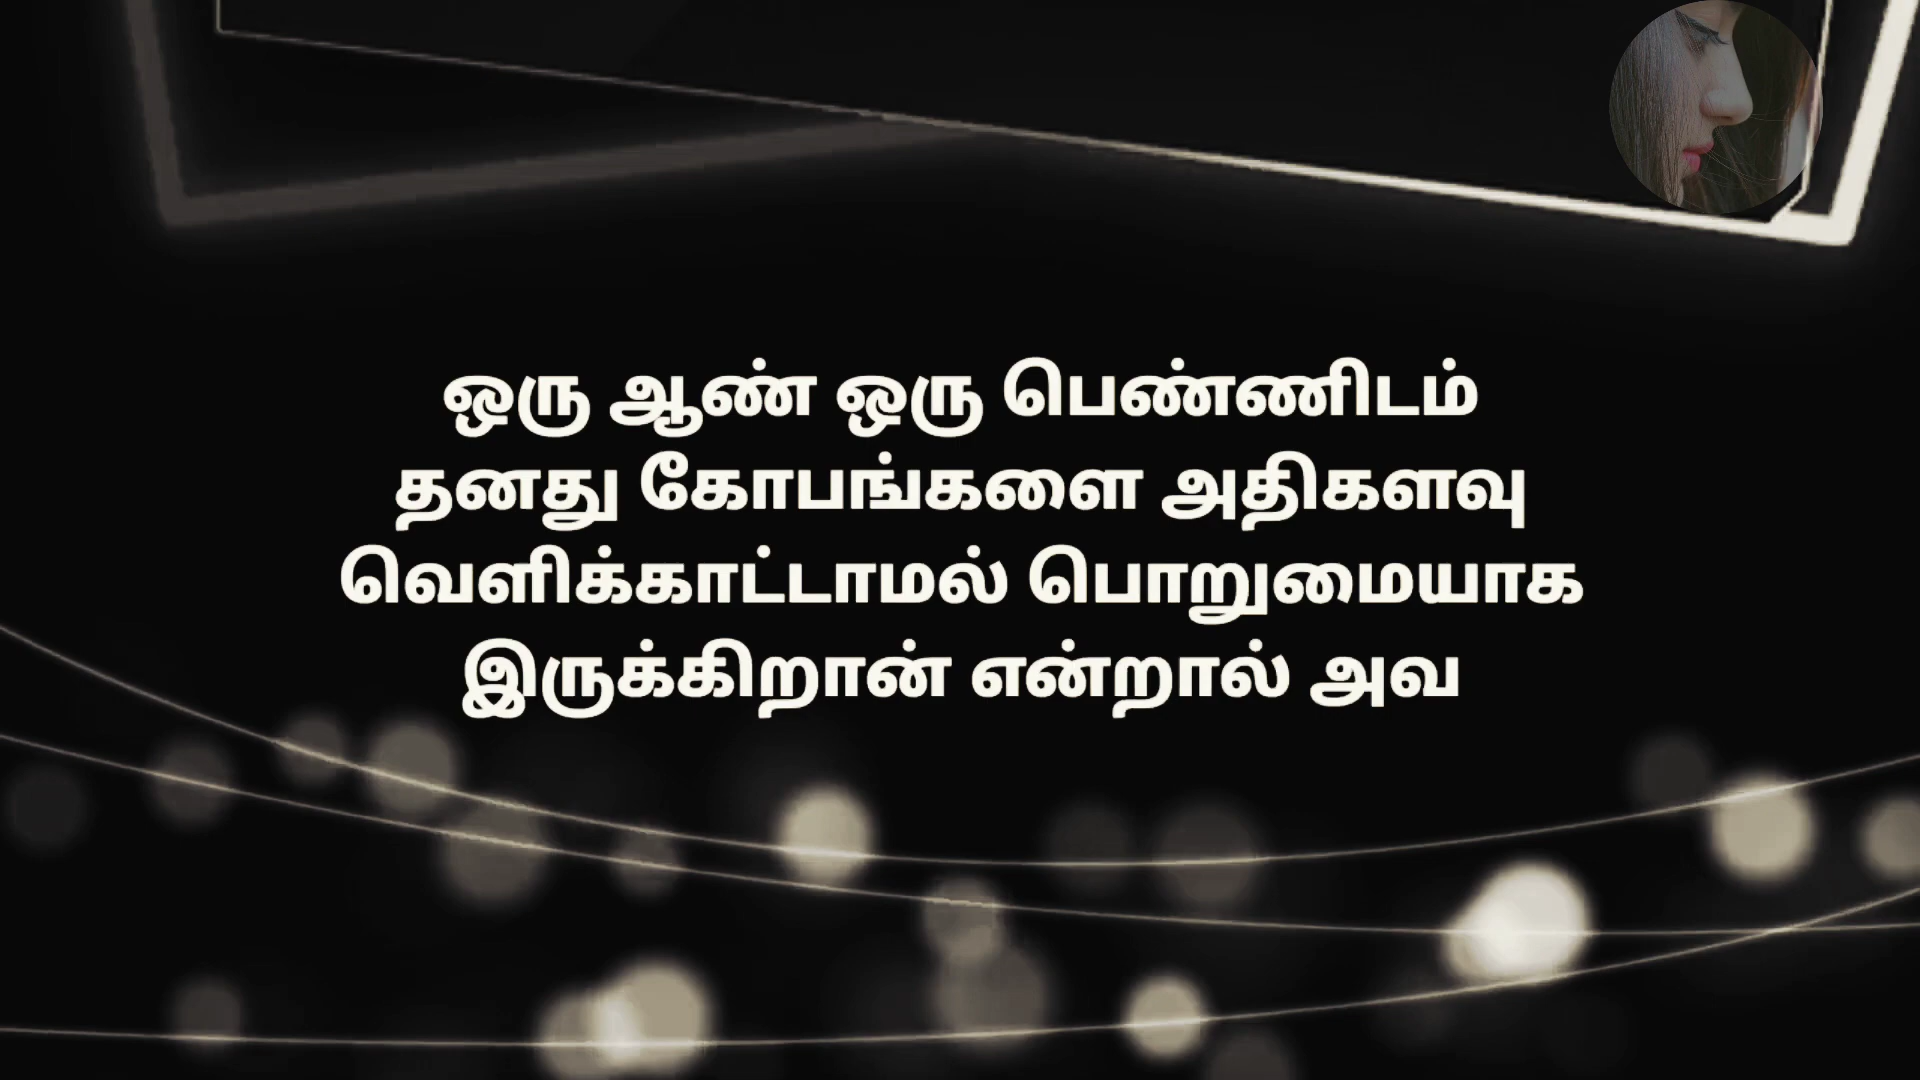 ஒரு ஆண் ஒரு பெண்ணிடம்
தனது கோபங்களை அதிகளவு
வெளிக்காட்டாமல் பொறுமையாக
இருக்கிறான் என்றால் அவ